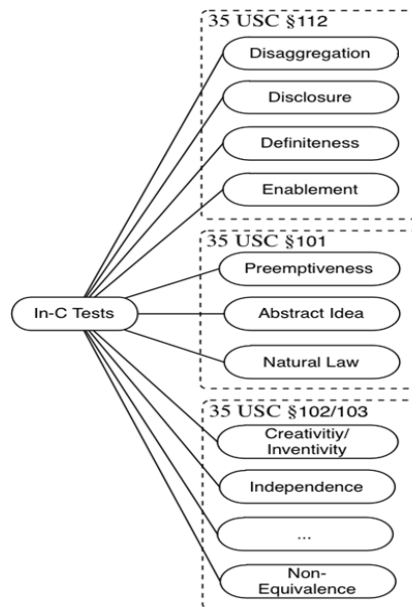 35 USC §112
Disaggregation
Disclosure
Definiteness
Enablement
35 USC §101
Preemptiveness
In-C Tests
Abstract Idea
Natural Law
35 USC §102/103
Creativitiy/
Inventivity
Independence
...
Non-
Equivalence